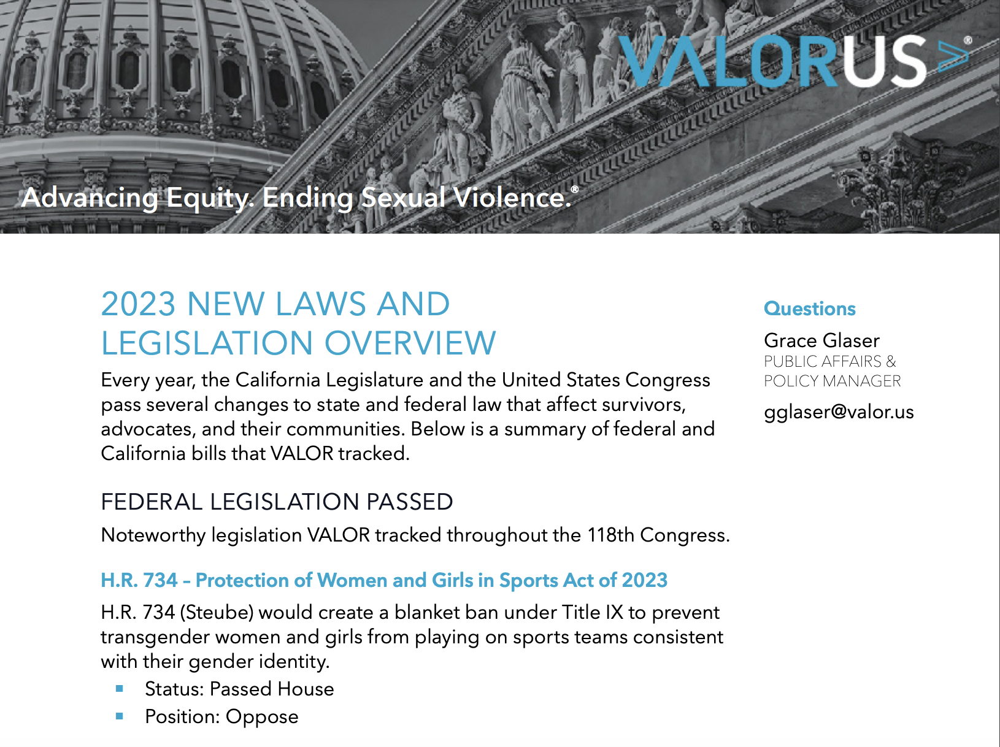 VALORUS®
Advancing Equity. Ending Sexual Violence.®
2023 NEW LAWS AND
LEGISLATION OVERVIEW
Every year, the California Legislature and the United States Congress
pass several changes to state and federal law that affect survivors,
advocates, and their communities. Below is a summary of federal and
California bills that VALOR tracked.
FEDERAL LEGISLATION PASSED
Noteworthy legislation VALOR tracked throughout the 118th Congress.
H.R. 734 – Protection of Women and Girls in Sports Act of 2023
H.R. 734 (Steube) would create a blanket ban under Title IX to prevent
transgender women and girls from playing on sports teams consistent
with their gender identity.
▪ Status: Passed House
▪ Position: Oppose
Questions
Grace Glaser
PUBLIC AFFAIRS &
POLICY MANAGER
gglaser@valor.us